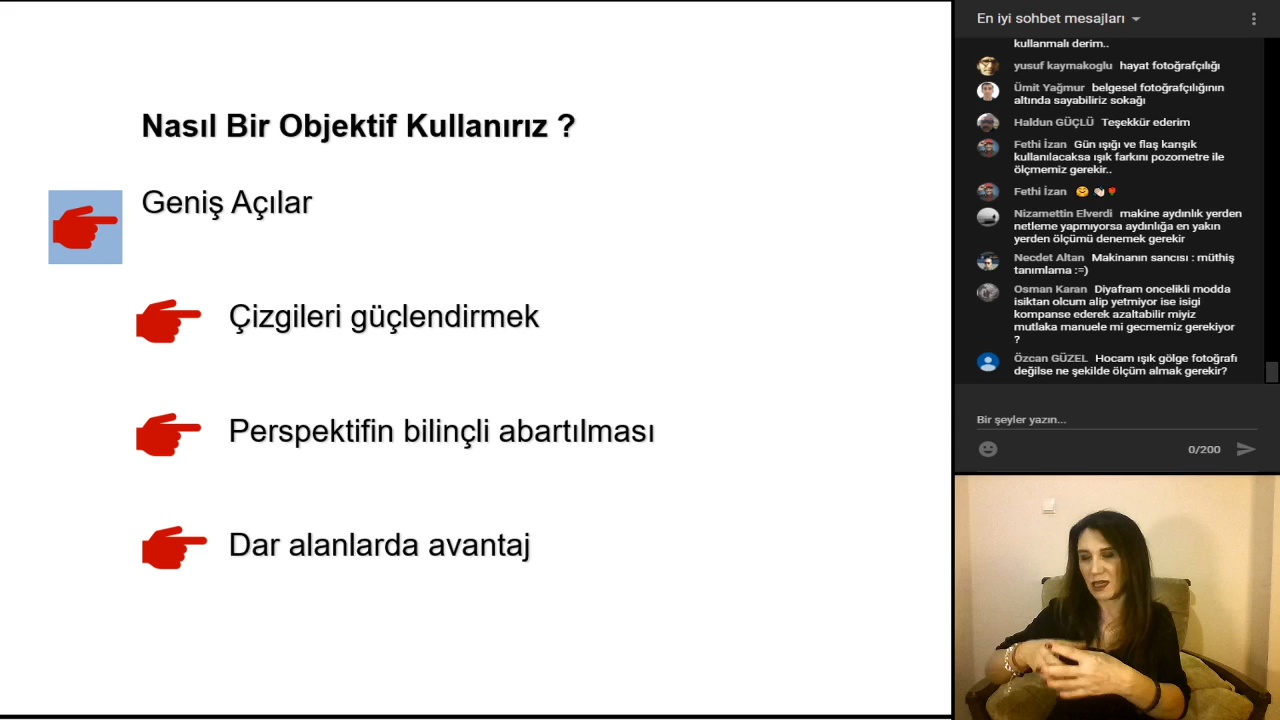 Nasıl Bir Objektif Kullanırız ?
Geniş Açılar
Çizgileri güçlendirmek
Perspektifin bilinçli abartılması
Dar alanlarda avantaj
En iyi sohbet mesajları
kullanmalı derim..
yusuf kaymakoglu hayat fotoğrafçılığı
Ümit Yağmur belgesel fotoğrafçılığının
altında sayabiliriz sokağı
Haldun GÜÇLÜ Teşekkür ederim
Fethi İzan Gün ışığı ve flaş karışık
kullanılacaksa ışık farkını pozometre ile
ölçmemiz gerekir..
Fethi İzan 🤗 👏🏻 🌹
Nizamettin Elverdi makine aydınlık yerden
netleme yapmıyorsa aydınlığa en yakın
yerden ölçümü denemek gerekir
Necdet Altan Makinanın sancısı : müthiş
tanımlama :=)
Osman Karan Diyafram oncelikli modda
isiktan olcum alip yetmiyor ise isigi
kompanse ederek azaltabilir miyiz
mutlaka manuele mi gecmemiz gerekiyor
?
Özcan GÜZEL Hocam ışık gölge fotoğrafı
değilse ne şekilde ölçüm almak gerekir?
Bir şeyler yazın...
0/200